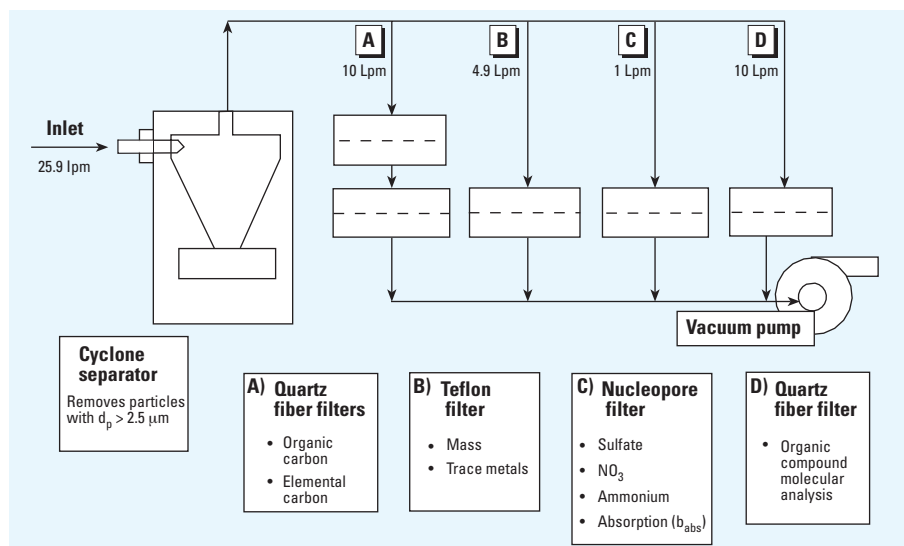 A
B
C
D
10 Lpm
4.9 Lpm
1 Lpm
10 Lpm
Inlet
25.9 lpm
Vacuum pump
Cyclone
separator
Removes particles
with dp > 2.5 µm
A) Quartz
fiber filters
• Organic
carbon
• Elemental
carbon
B) Teflon
filter
• Mass
• Trace metals
C) Nucleopore
filter
• Sulfate
• NO3
• Ammonium
• Absorption (babs)
D) Quartz
fiber filter
• Organic
compound
molecular
analysis